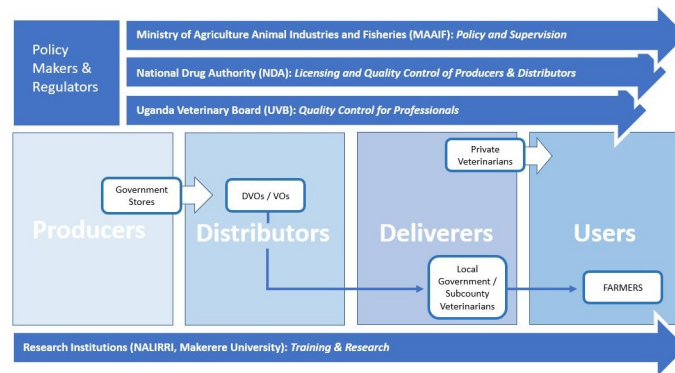 Policy
Makers &
Regulators
Ministry of Agriculture Animal Industries and Fisheries (MAAIF): Policy and Supervision
National Drug Authority (NDA): Licensing and Quality Control of Producers & Distributors
Uganda Veterinary Board (UVB): Quality Control for Professionals
Private
Veterinarians
Government
Stores
DVOs / VOs
Producers
Distributors
Deliverers
Users
Local
Government /
Subcounty
Veterinarians
FARMERS
Research Institutions (NALIRRI, Makerere University): Training & Research